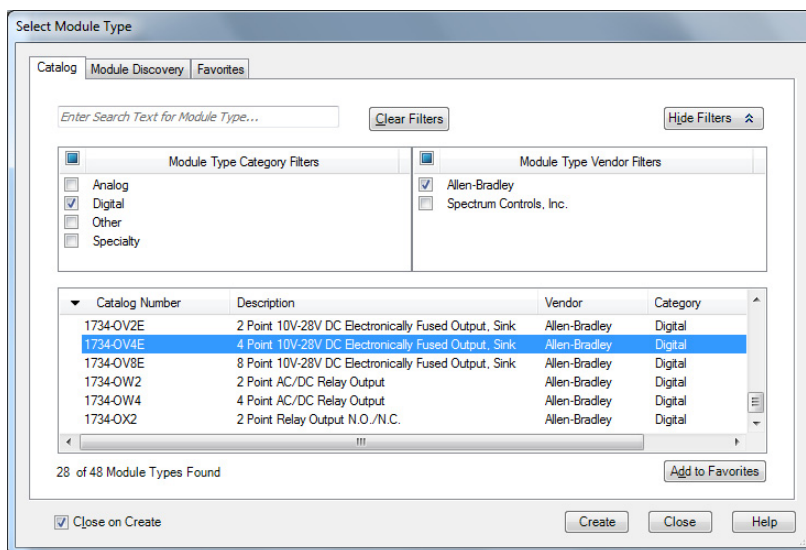 Select Module Type
Catalog Module Discovery Favorites
Enter Search Text for Module Type... Clear Filters Hide Filters
Module Type Category Filters Module Type Vendor Filters
Analog Allen-Bradley
Digital Spectrum Controls, Inc.
Other
Specialty
Catalog Number Description Vendor Category
1734-OV2E 2 Point 10V-28V DC Electronically Fused Output, Sink Allen-Bradley Digital
1734-OV4E 4 Point 10V-28V DC Electronically Fused Output, Sink Allen-Bradley Digital
1734-OV8E 8 Point 10V-28V DC Electronically Fused Output, Sink Allen-Bradley Digital
1734-OW2 2 Point AC/DC Relay Output Allen-Bradley Digital
1734-OW4 4 Point AC/DC Relay Output Allen-Bradley Digital
1734-OX2 2 Point Relay Output N.O./N.C. Allen-Bradley Digital
28 of 48 Module Types Found Add to Favorites
Close on Create Create Close Help